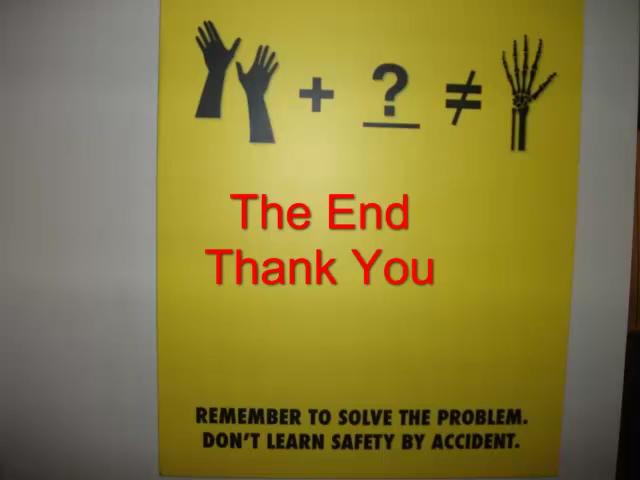 + ? ≠
The End
Thank You
REMEMBER TO SOLVE THE PROBLEM.
DON'T LEARN SAFETY BY ACCIDENT.